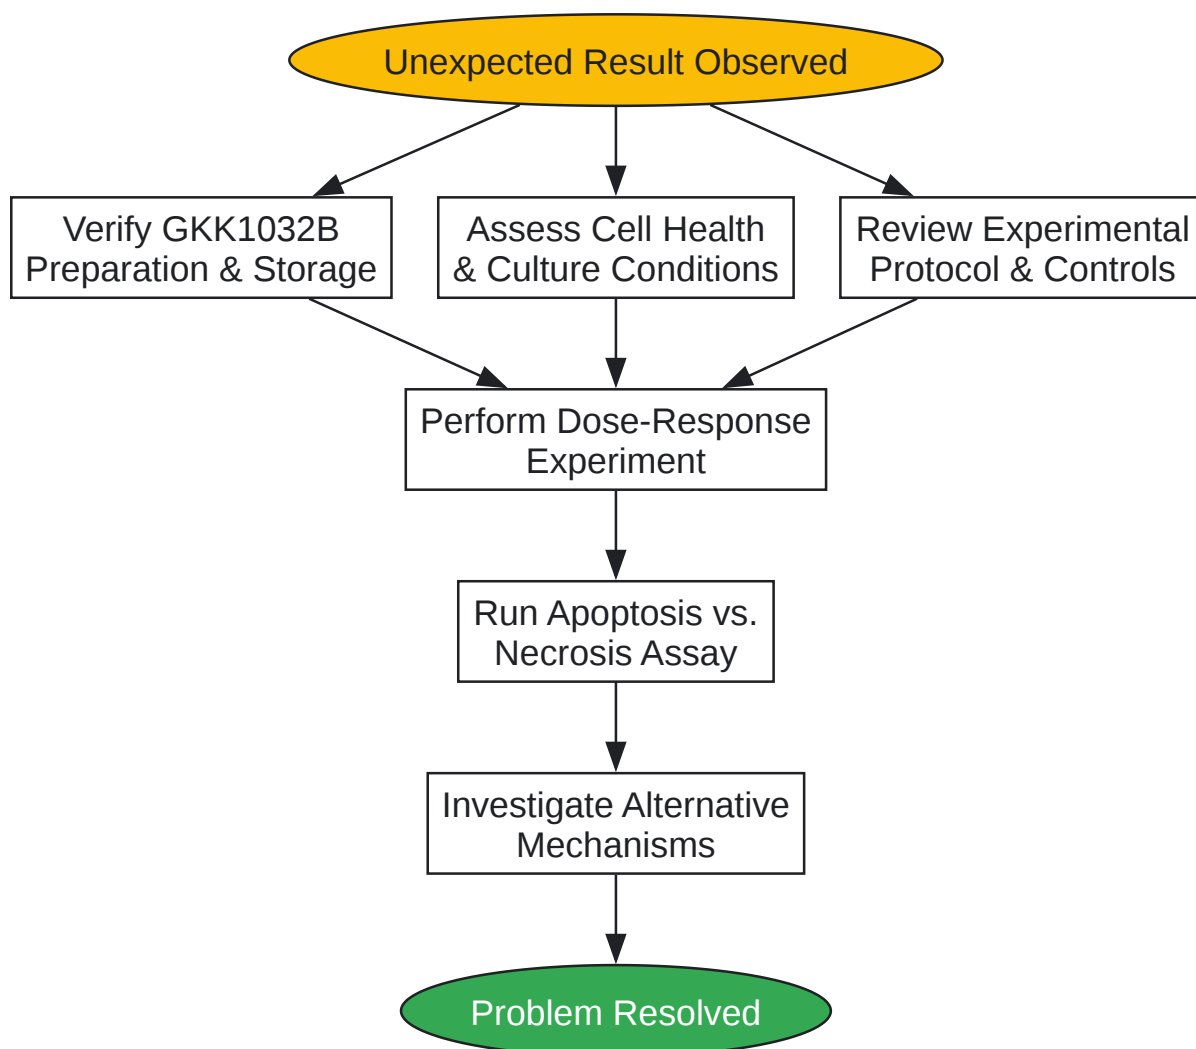 Unexpected Result Observed
Verify GKK1032B
Preparation & Storage
Assess Cell Health
& Culture Conditions
Review Experimental
Protocol & Controls
Perform Dose-Response
Experiment
Run Apoptosis vs.
Necrosis Assay
Investigate Alternative
Mechanisms
Problem Resolved